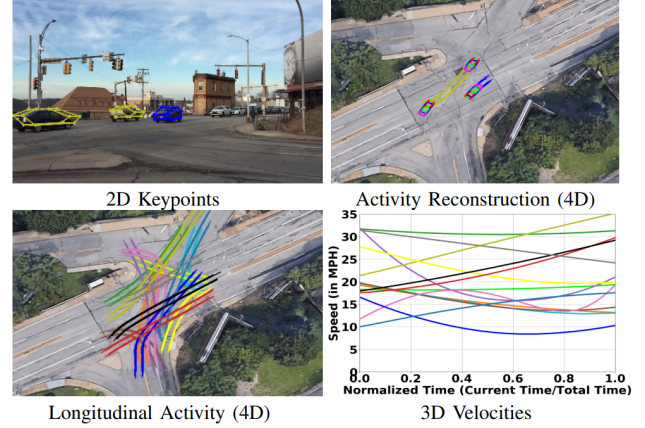 2D Keypoints
Activity Reconstruction (4D)
Longitudinal Activity (4D)
35
30
25
20
15
10
5
0
0
0.0 0.2 0.4 0.6 0.8 1.0
Speed (in MPH)
Normalized Time (Current Time/Total Time)
3D Velocities